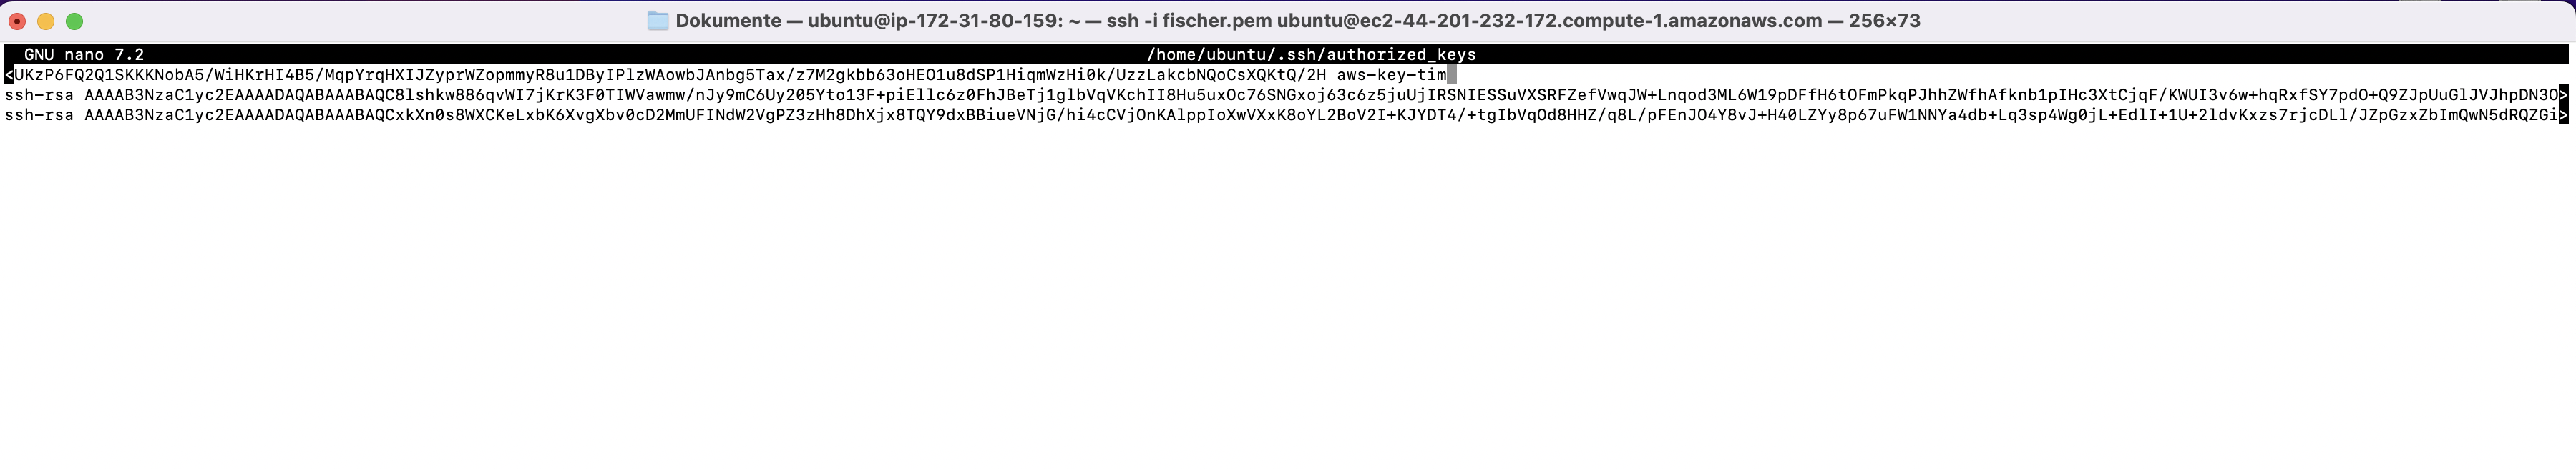 Dokumente — ubuntu@ip-172-31-80-159: ~ — ssh -i fischer.pem ubuntu@ec2-44-201-232-172.compute-1.amazonaws.com — 256×73
GNU nano 7.2 /home/ubuntu/.ssh/authorized_keys
<UKzP6FQ2Q1SKKKNobA5/WiHKrHI4B5/MqpYrqHXIJZyprWZopmmyR8u1DByIPlzWAowbJAnbg5Tax/z7M2gkbb63oHEO1u8dSP1HiqmWzHi0k/UzzLakcbNQoCsXQKtQ/2H aws-key-tim
ssh-rsa AAAAB3NzaC1yc2EAAAADAQABAAABAQC8lshkw886qvWI7jKrK3F0TIWVawmw/nJy9mC6Uy205Yto13F+piEllc6z0FhJBeTj1glbVqVKchII8Hu5uxOc76SNGxoj63c6z5juUjIRSNIESSuVXSRFZefVwqJW+Lnqod3ML6W19pDFfH6tOFmPkqPJhhZWfhAfknb1pIHc3XtCjqF/KWUI3v6w+hqRxfSY7pdO+Q9ZJpUuGlJVJhpDN3O>
ssh-rsa AAAAB3NzaC1yc2EAAAADAQABAAABAQCxkXn0s8WXCKeLxbK6XvgXbv0cD2MmUFINdW2VgPZ3zHh8DhXjx8TQY9dxBBiueVNjG/hi4cCVjOnKAlppIoXwVXxK8oYL2BoV2I+KJYDT4/+tgIbVqOd8HHZ/q8L/pFEnJO4Y8vJ+H40LZYy8p67uFW1NNYa4db+Lq3sp4Wg0jL+EdlI+1U+2ldvKxzs7rjcDLl/JZpGzxZbImQwN5dRQZGi>